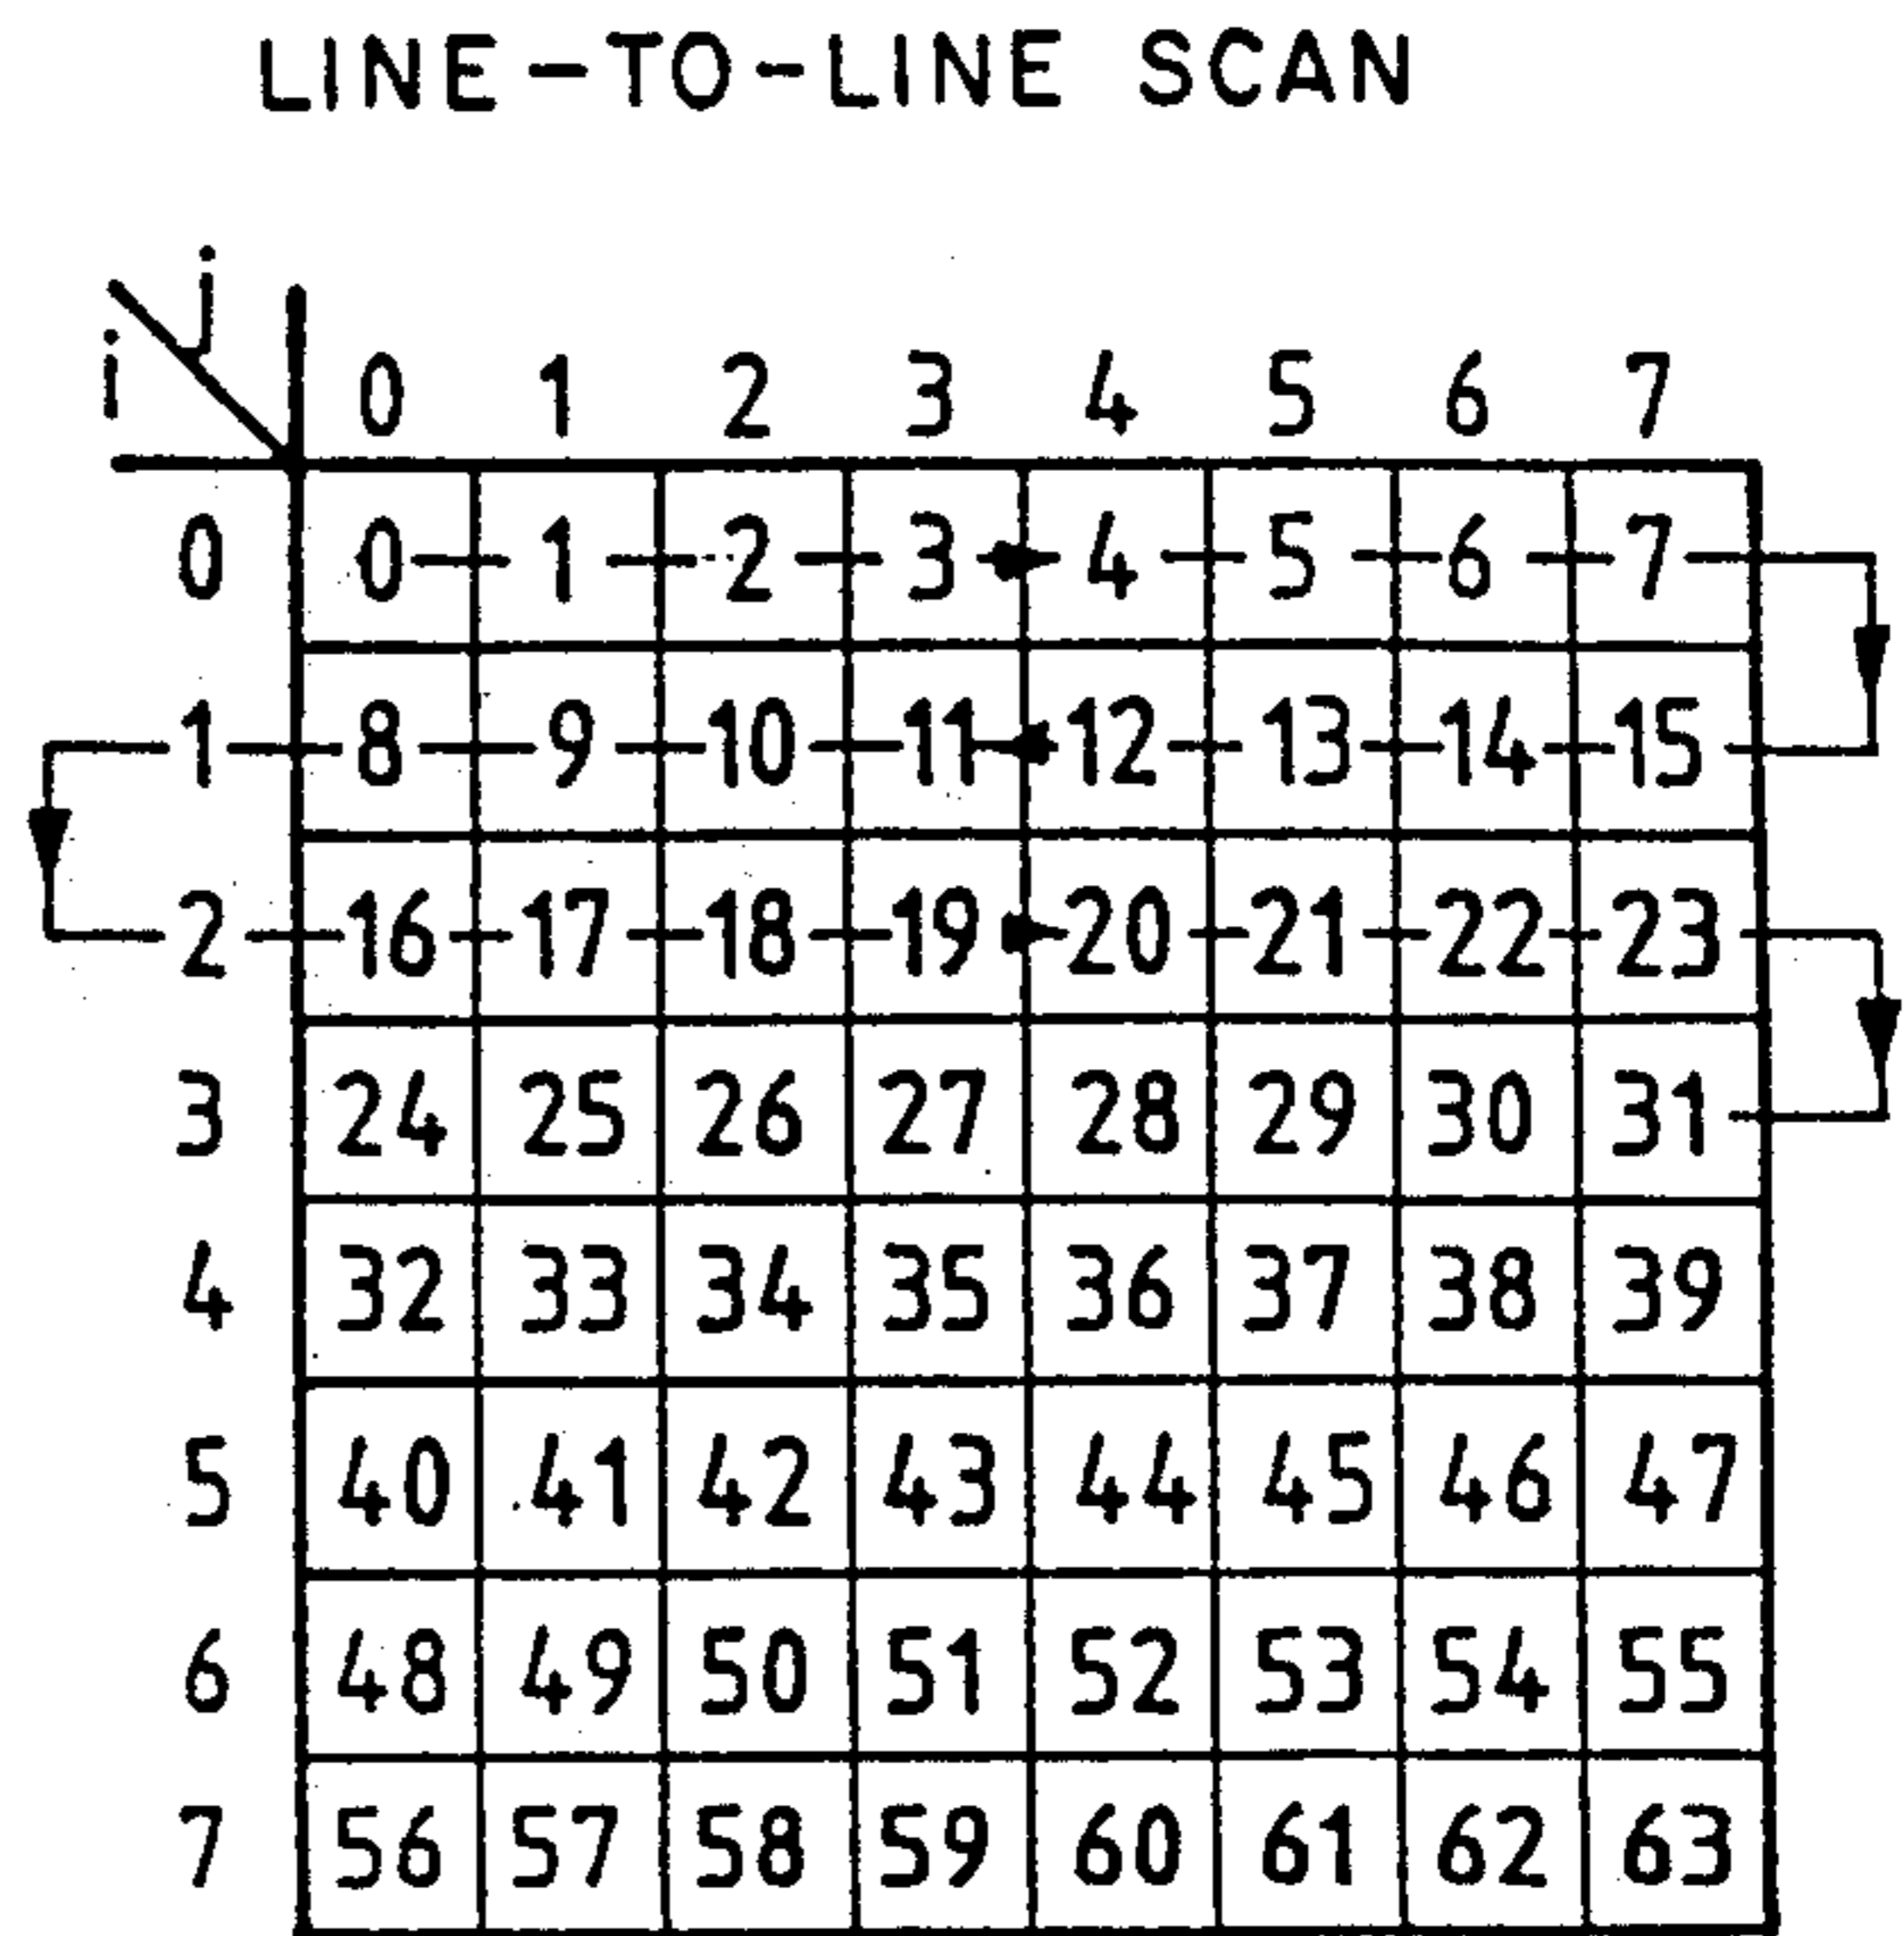 LINE-TO-LINE SCAN
j
i
0 1 2 3 4 5 6 7
0 0 1 2 3 4 5 6 7
1 8 9 10 11 12 13 14 15
2 16 17 18 19 20 21 22 23
3 24 25 26 27 28 29 30 31
4 32 33 34 35 36 37 38 39
5 40 41 42 43 44 45 46 47
6 48 49 50 51 52 53 54 55
7 56 57 58 59 60 61 62 63